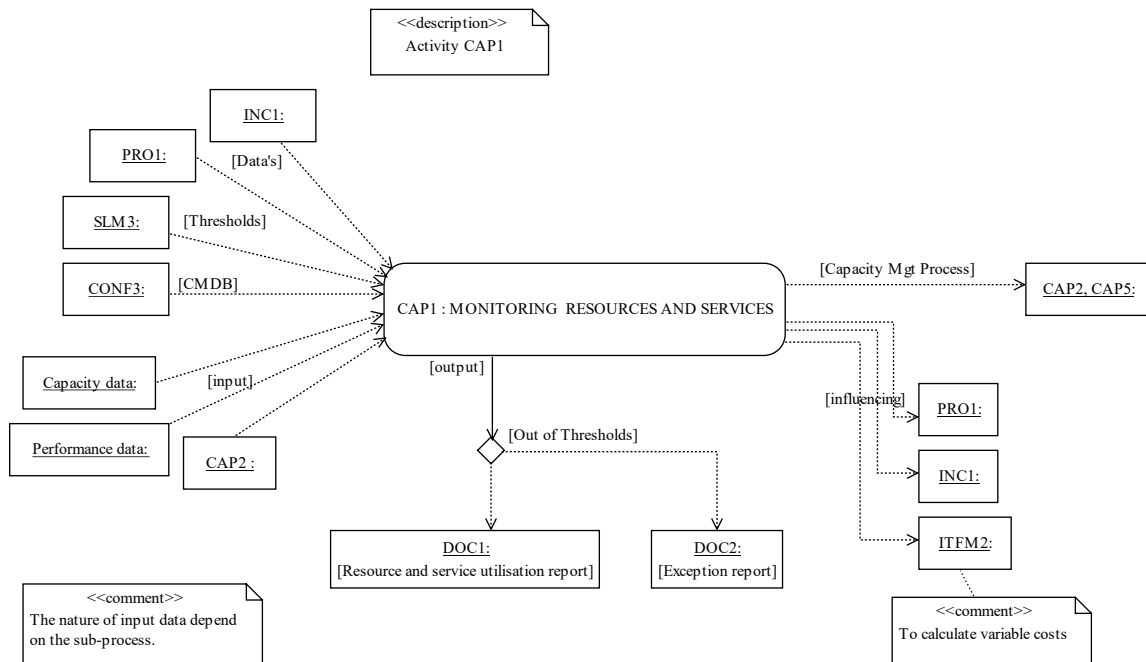 <<description>>
Activity CAP1
INC1:
PRO1:
[Data's]
SLM3:
[Thresholds]
CONF3:
[CMDB]
CAP1 : MONITORING RESOURCES AND SERVICES
[Capacity Mgt Process]
CAP2, CAP5:
Capacity data:
[input]
Performance data:
CAP2 :
[output]
[Out of Thresholds]
[influencing]
PRO1:
INC1:
ITFM2:
DOC1:
[Resource and service utilisation report]
DOC2:
[Exception report]
<<comment>>
The nature of input data depend
on the sub-process.
<<comment>>
To calculate variable costs